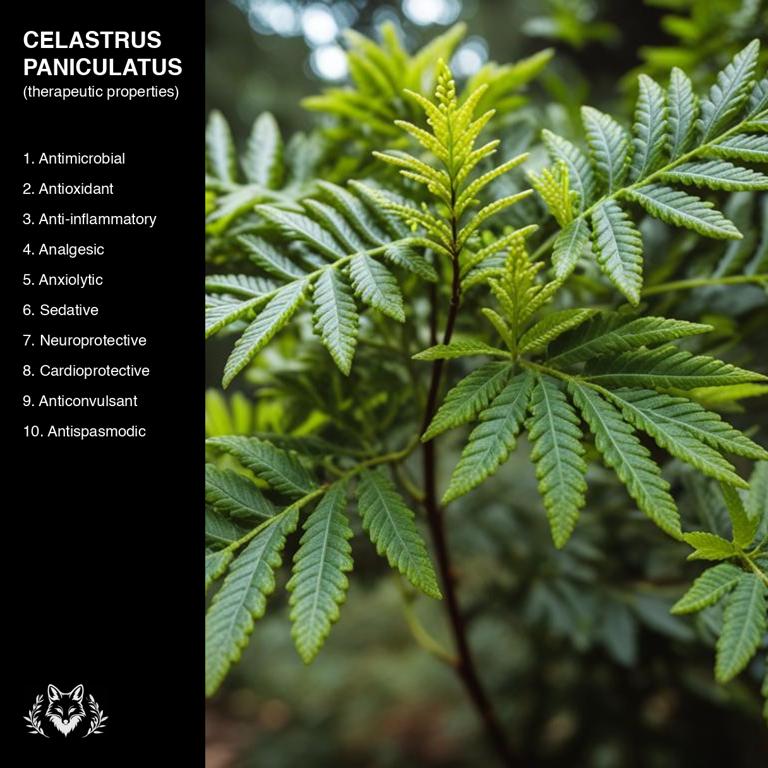 CELASTRUS
PANICULATUS
(therapeutic properties)
1. Antimicrobial
2. Antioxidant
3. Anti-inflammatory
4. Analgesic
5. Anxiolytic
6. Sedative
7. Neuroprotective
8. Cardioprotective
9. Anticonvulsant
10. Antispasmodic